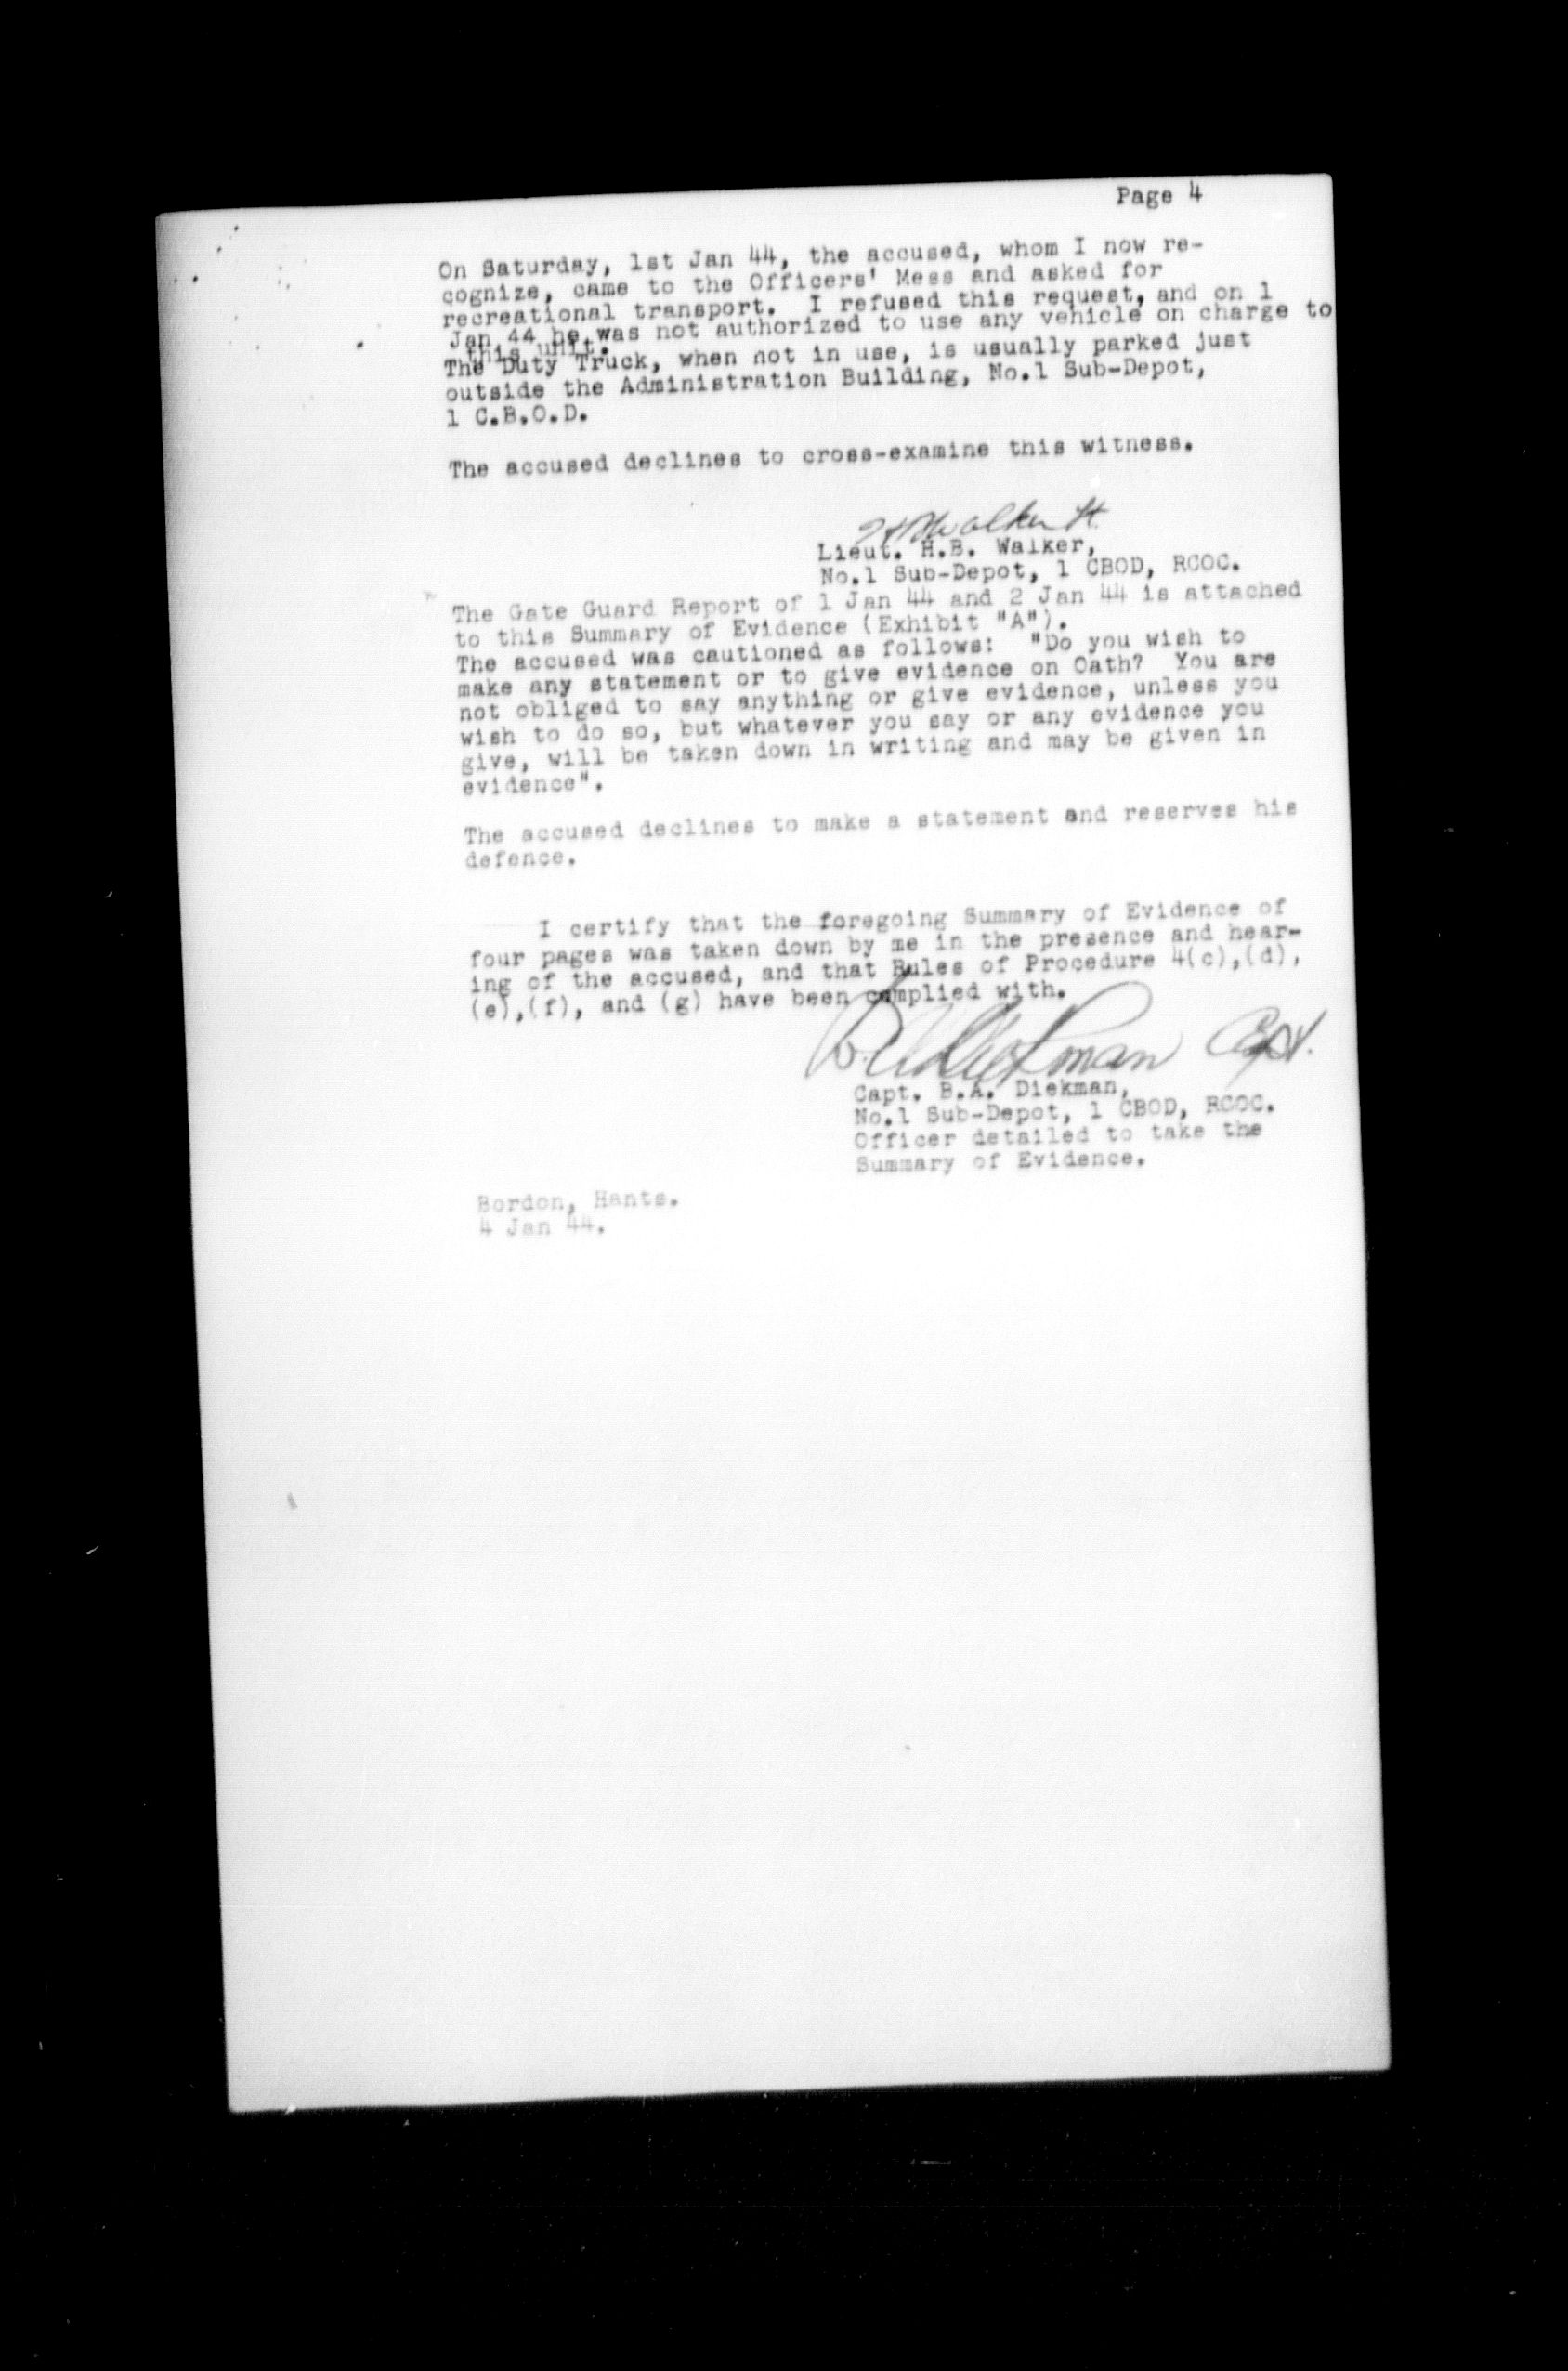 Page 4
On Saturday, 1st Jan 44, the accused, whom I now re-
cognize, came to the Officers' Mess and asked for
recreational transport. I refused this request, and on 1
Jan 44 he was not authorized to use any vehicle on charge to
this unit.
The Duty Truck, when not in use, is usually parked just
outside the Administration Building, No.1 Sub-Depot,
1 C.B.O.D.
The accused declines to cross-examine this witness.
HBWalker Lt.
Lieut. H.B. Walker,
No.1 Sub-Depot, 1 CBOD, RCOC.
The Gate Guard Report of 1 Jan 44 and 2 Jan 44 is attached
to this Summary of Evidence (Exhibit "A").
The accused was cautioned as follows: "Do you wish to
make any statement or to give evidence on Oath? You are
not obliged to say anything or give evidence, unless you
wish to do so, but whatever you say or any evidence you
give, will be taken down in writing and may be given in
evidence".
The accused declines to make a statement and reserves his
defence.
I certify that the foregoing Summary of Evidence of
four pages was taken down by me in the presence and hear-
ing of the accused, and that Rules of Procedure 4(c),(d),
(e),(f), and (g) have been complied with.
B.A. Diekman Capt.
Capt. B.A. Diekman,
No.1 Sub-Depot, 1 CBOD, RCOC.
Officer detailed to take the
Summary of Evidence.
Bordon, Hants.
4 Jan 44.